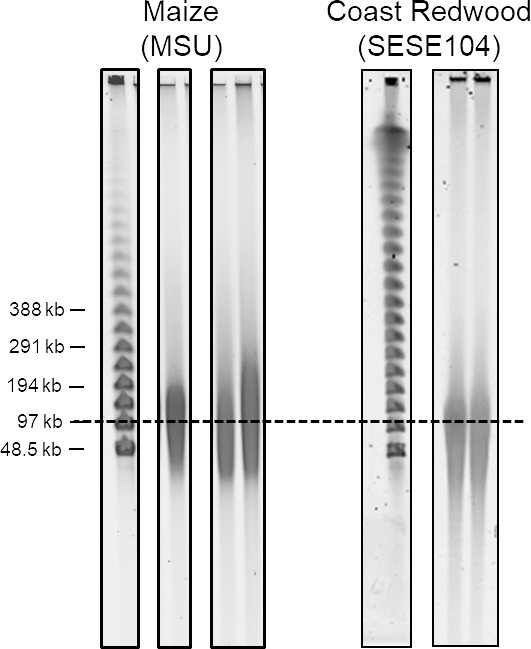 Maize
(MSU)
Coast Redwood
(SESE104)
388 kb
291 kb
194 kb
97 kb
48.5 kb